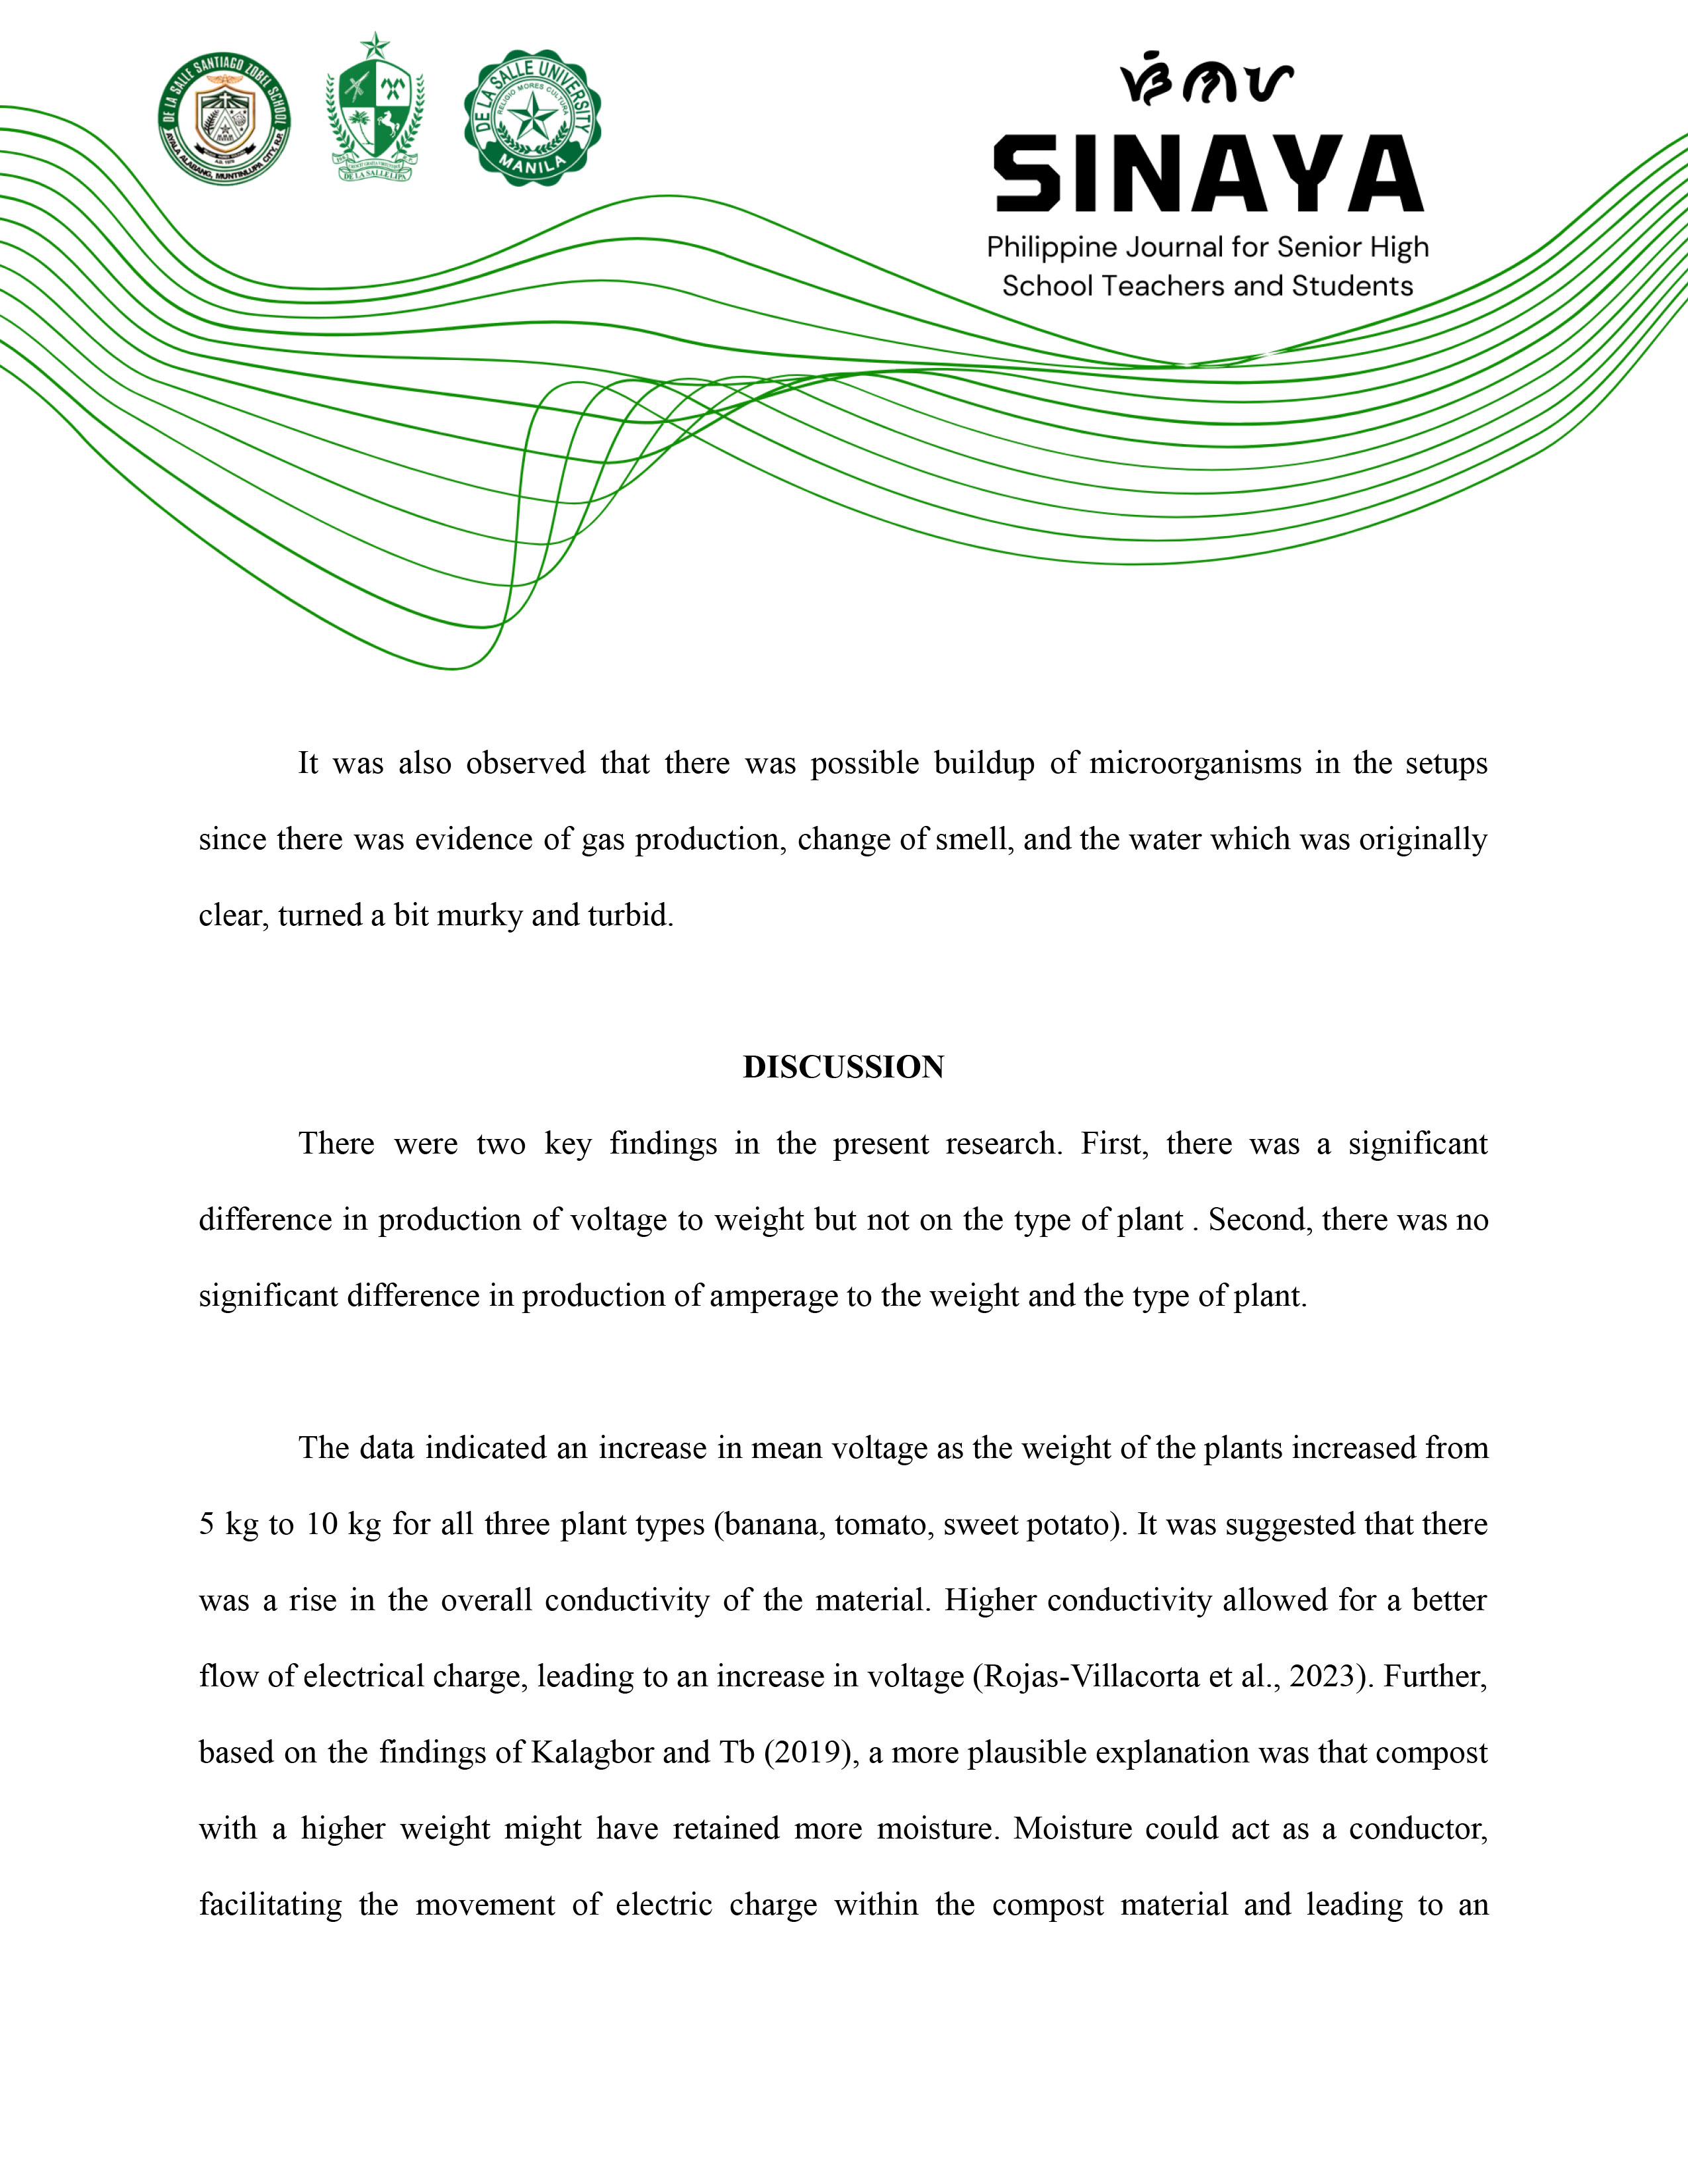 DE LA SALLE SANTIAGO ZOBEL SCHOOL
AYALA ALABANG, MUNTINLUPA CITY, R.P.
DE LA SALLE LIPA
DE LA SALLE UNIVERSITY
RELIGIO MORES CULTURA
MANILA
SINAYA
Philippine Journal for Senior High
School Teachers and Students
It was also observed that there was possible buildup of microorganisms in the setups
since there was evidence of gas production, change of smell, and the water which was originally
clear, turned a bit murky and turbid.
DISCUSSION
There were two key findings in the present research. First, there was a significant
difference in production of voltage to weight but not on the type of plant . Second, there was no
significant difference in production of amperage to the weight and the type of plant.
The data indicated an increase in mean voltage as the weight of the plants increased from
5 kg to 10 kg for all three plant types (banana, tomato, sweet potato). It was suggested that there
was a rise in the overall conductivity of the material. Higher conductivity allowed for a better
flow of electrical charge, leading to an increase in voltage (Rojas-Villacorta et al., 2023). Further,
based on the findings of Kalagbor and Tb (2019), a more plausible explanation was that compost
with a higher weight might have retained more moisture. Moisture could act as a conductor,
facilitating the movement of electric charge within the compost material and leading to an